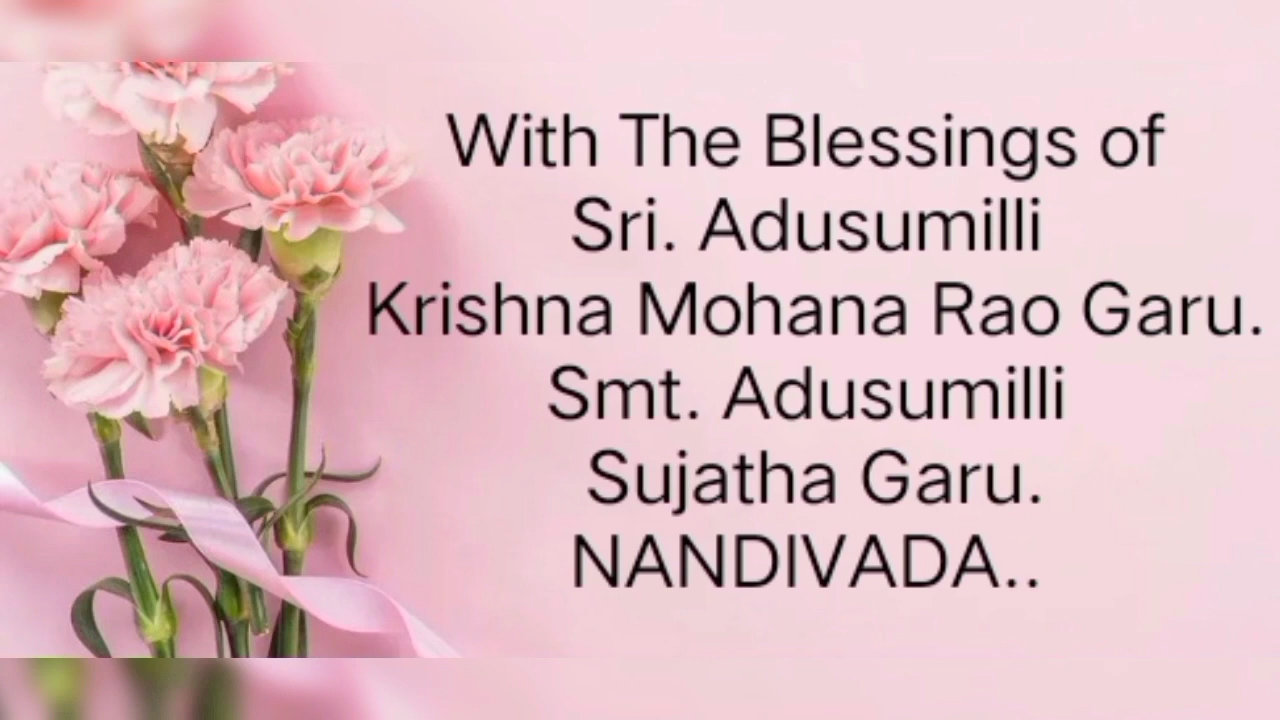 With The Blessings of
Sri. Adusumilli
Krishna Mohana Rao Garu.
Smt. Adusumilli
Sujatha Garu.
NANDIVADA..